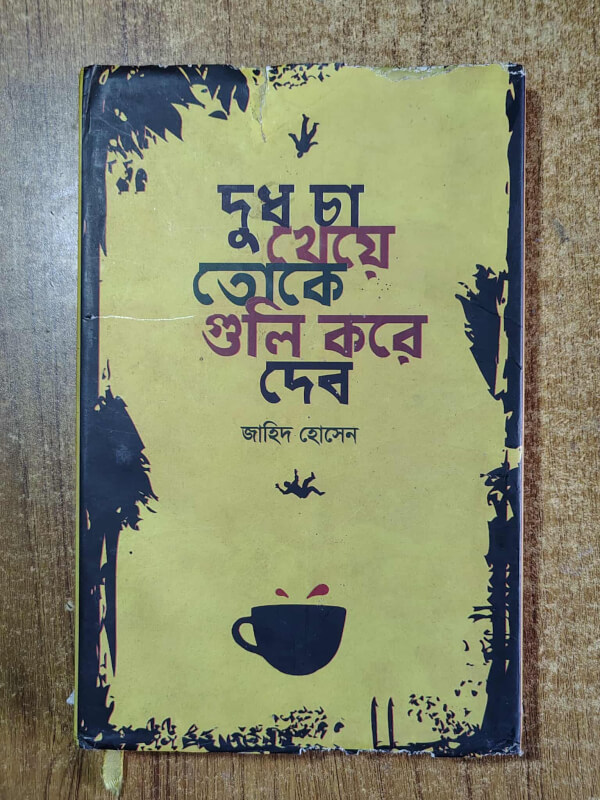 দুধ চা
খেয়ে
তোকে
গুলি করে
দেব
জাহিদ হোসেন